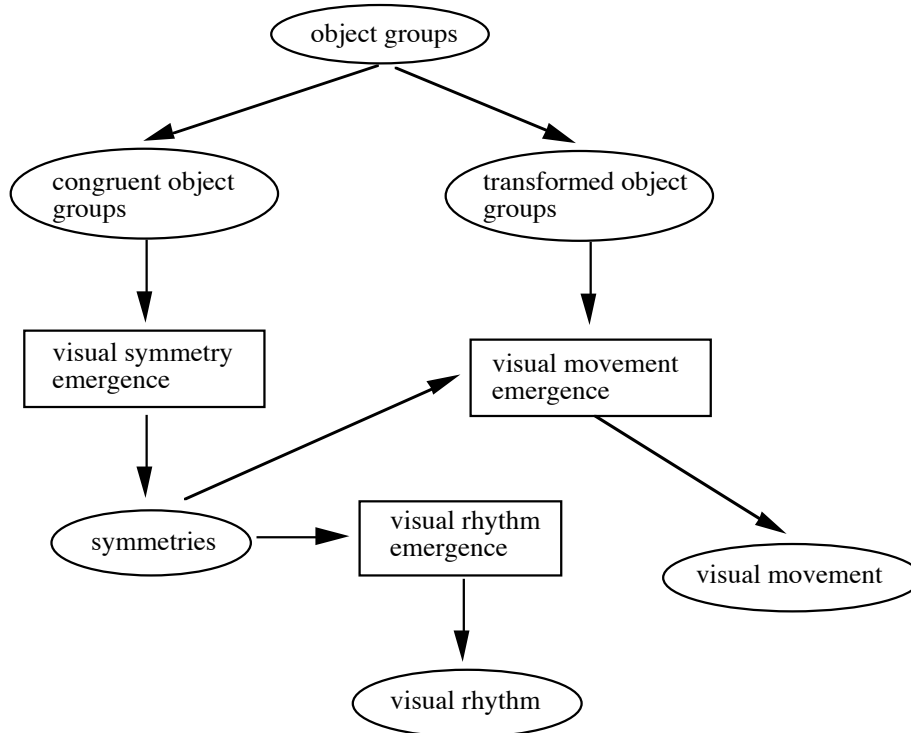 object groups
congruent object
groups
transformed object
groups
visual symmetry
emergence
visual movement
emergence
symmetries
visual rhythm
emergence
visual movement
visual rhythm